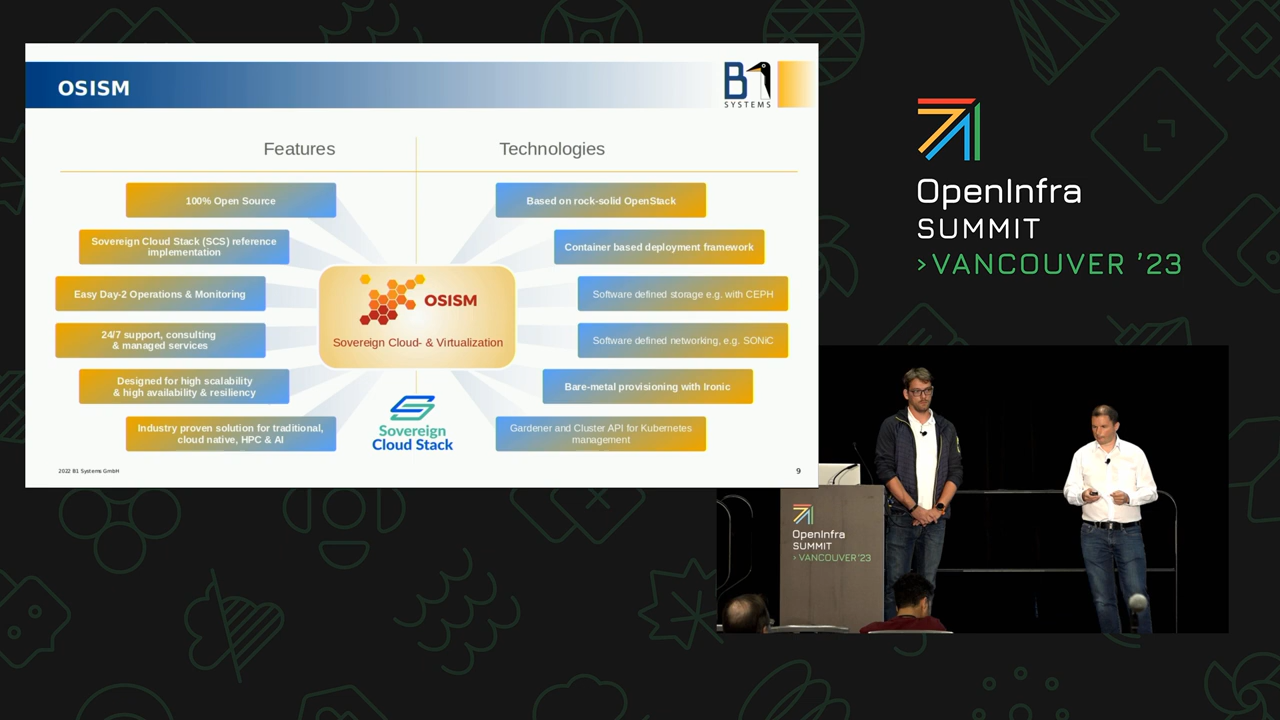 OSISM
B1
SYSTEMS
Features
Technologies
100% Open Source
Sovereign Cloud Stack (SCS) reference
implementation
Easy Day-2 Operations & Monitoring
24/7 support, consulting
& managed services
Designed for high scalability
& high availability & resiliency
Industry proven solution for traditional,
cloud native, HPC & AI
OSISM
Sovereign Cloud- & Virtualization
Sovereign
Cloud Stack
Based on rock-solid OpenStack
Container based deployment framework
Software defined storage e.g. with CEPH
Software defined networking, e.g. SONiC
Bare-metal provisioning with Ironic
Gardener and Cluster API for Kubernetes
management
2022 B1 Systems GmbH
9
OpenInfra
SUMMIT
>VANCOUVER '23
OpenInfra
SUMMIT
>VANCOUVER '23